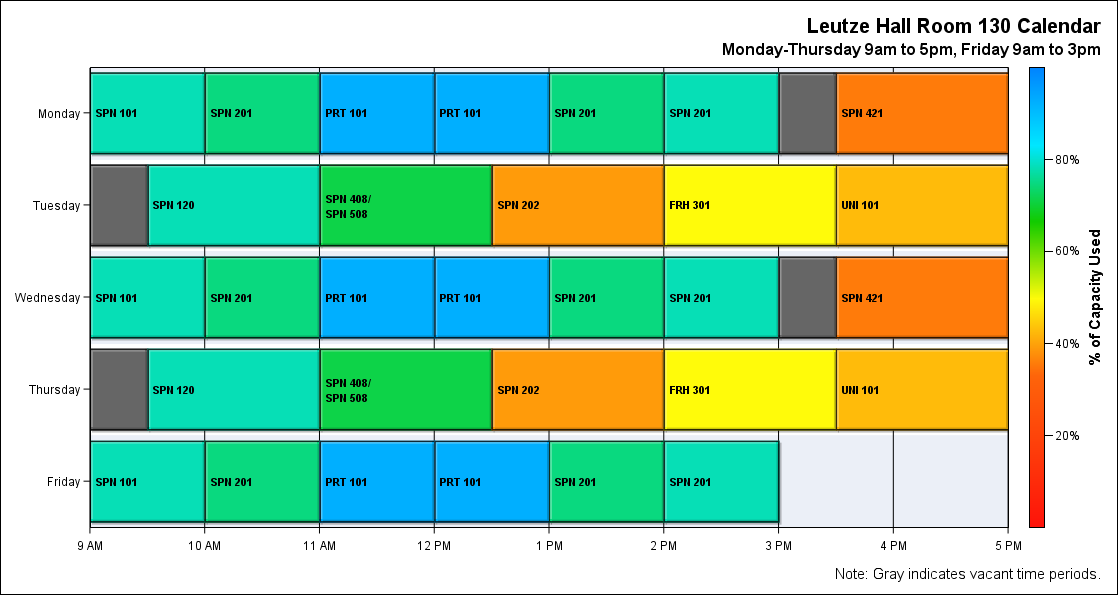 Leutze Hall Room 130 Calendar
Monday-Thursday 9am to 5pm, Friday 9am to 3pm
Monday
SPN 101
SPN 201
PRT 101
PRT 101
SPN 201
SPN 201
SPN 421
Tuesday
SPN 120
SPN 408/
SPN 508
SPN 202
FRH 301
UNI 101
Wednesday
SPN 101
SPN 201
PRT 101
PRT 101
SPN 201
SPN 201
SPN 421
Thursday
SPN 120
SPN 408/
SPN 508
SPN 202
FRH 301
UNI 101
Friday
SPN 101
SPN 201
PRT 101
PRT 101
SPN 201
SPN 201
9 AM
10 AM
11 AM
12 PM
1 PM
2 PM
3 PM
4 PM
5 PM
80%
60%
40%
20%
% of Capacity Used
Note: Gray indicates vacant time periods.